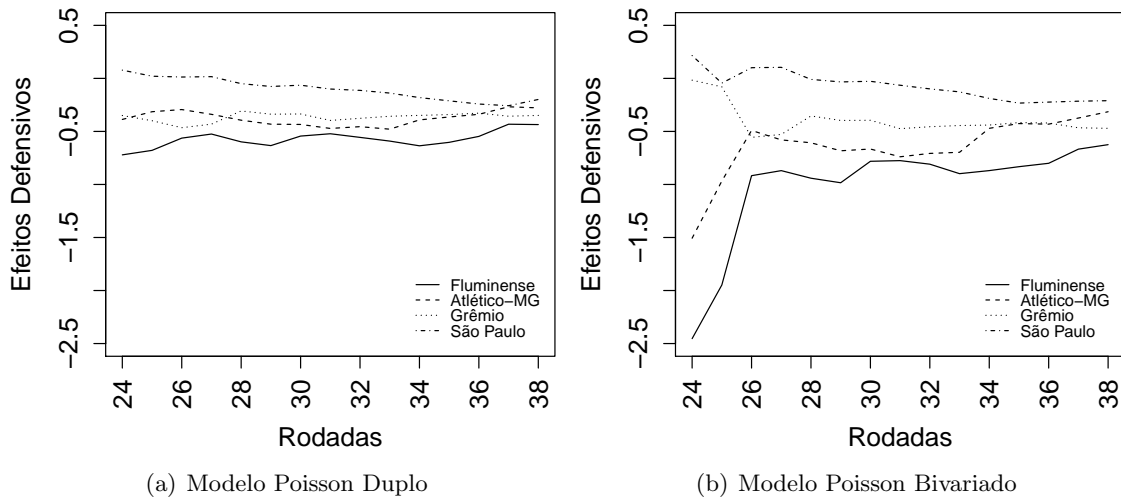 Efeitos Defensivos
0.5
−0.5
−1.5
−2.5
Fluminense
Atlético−MG
Grêmio
São Paulo
24
26
28
30
32
34
36
38
Rodadas
(a) Modelo Poisson Duplo
Efeitos Defensivos
0.5
−0.5
−1.5
−2.5
Fluminense
Atlético−MG
Grêmio
São Paulo
24
26
28
30
32
34
36
38
Rodadas
(b) Modelo Poisson Bivariado